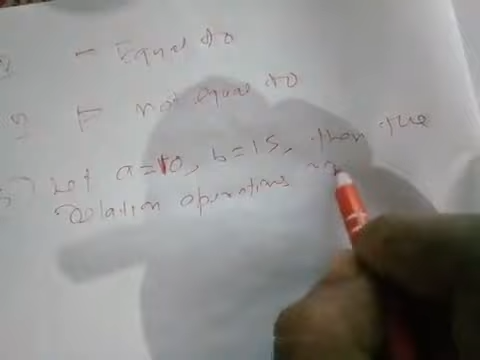 - Equal to
not equal to
Let a=10, b=15, then the
relation operations